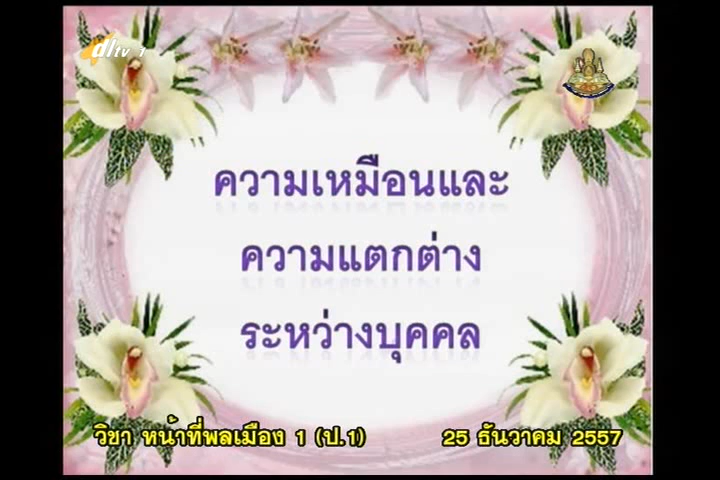 dltv 1
ความเหมือนและ
ความแตกต่าง
ระหว่างบุคคล
วิชา หน้าที่พลเมือง 1 (ป.1) 25 ธันวาคม 2557